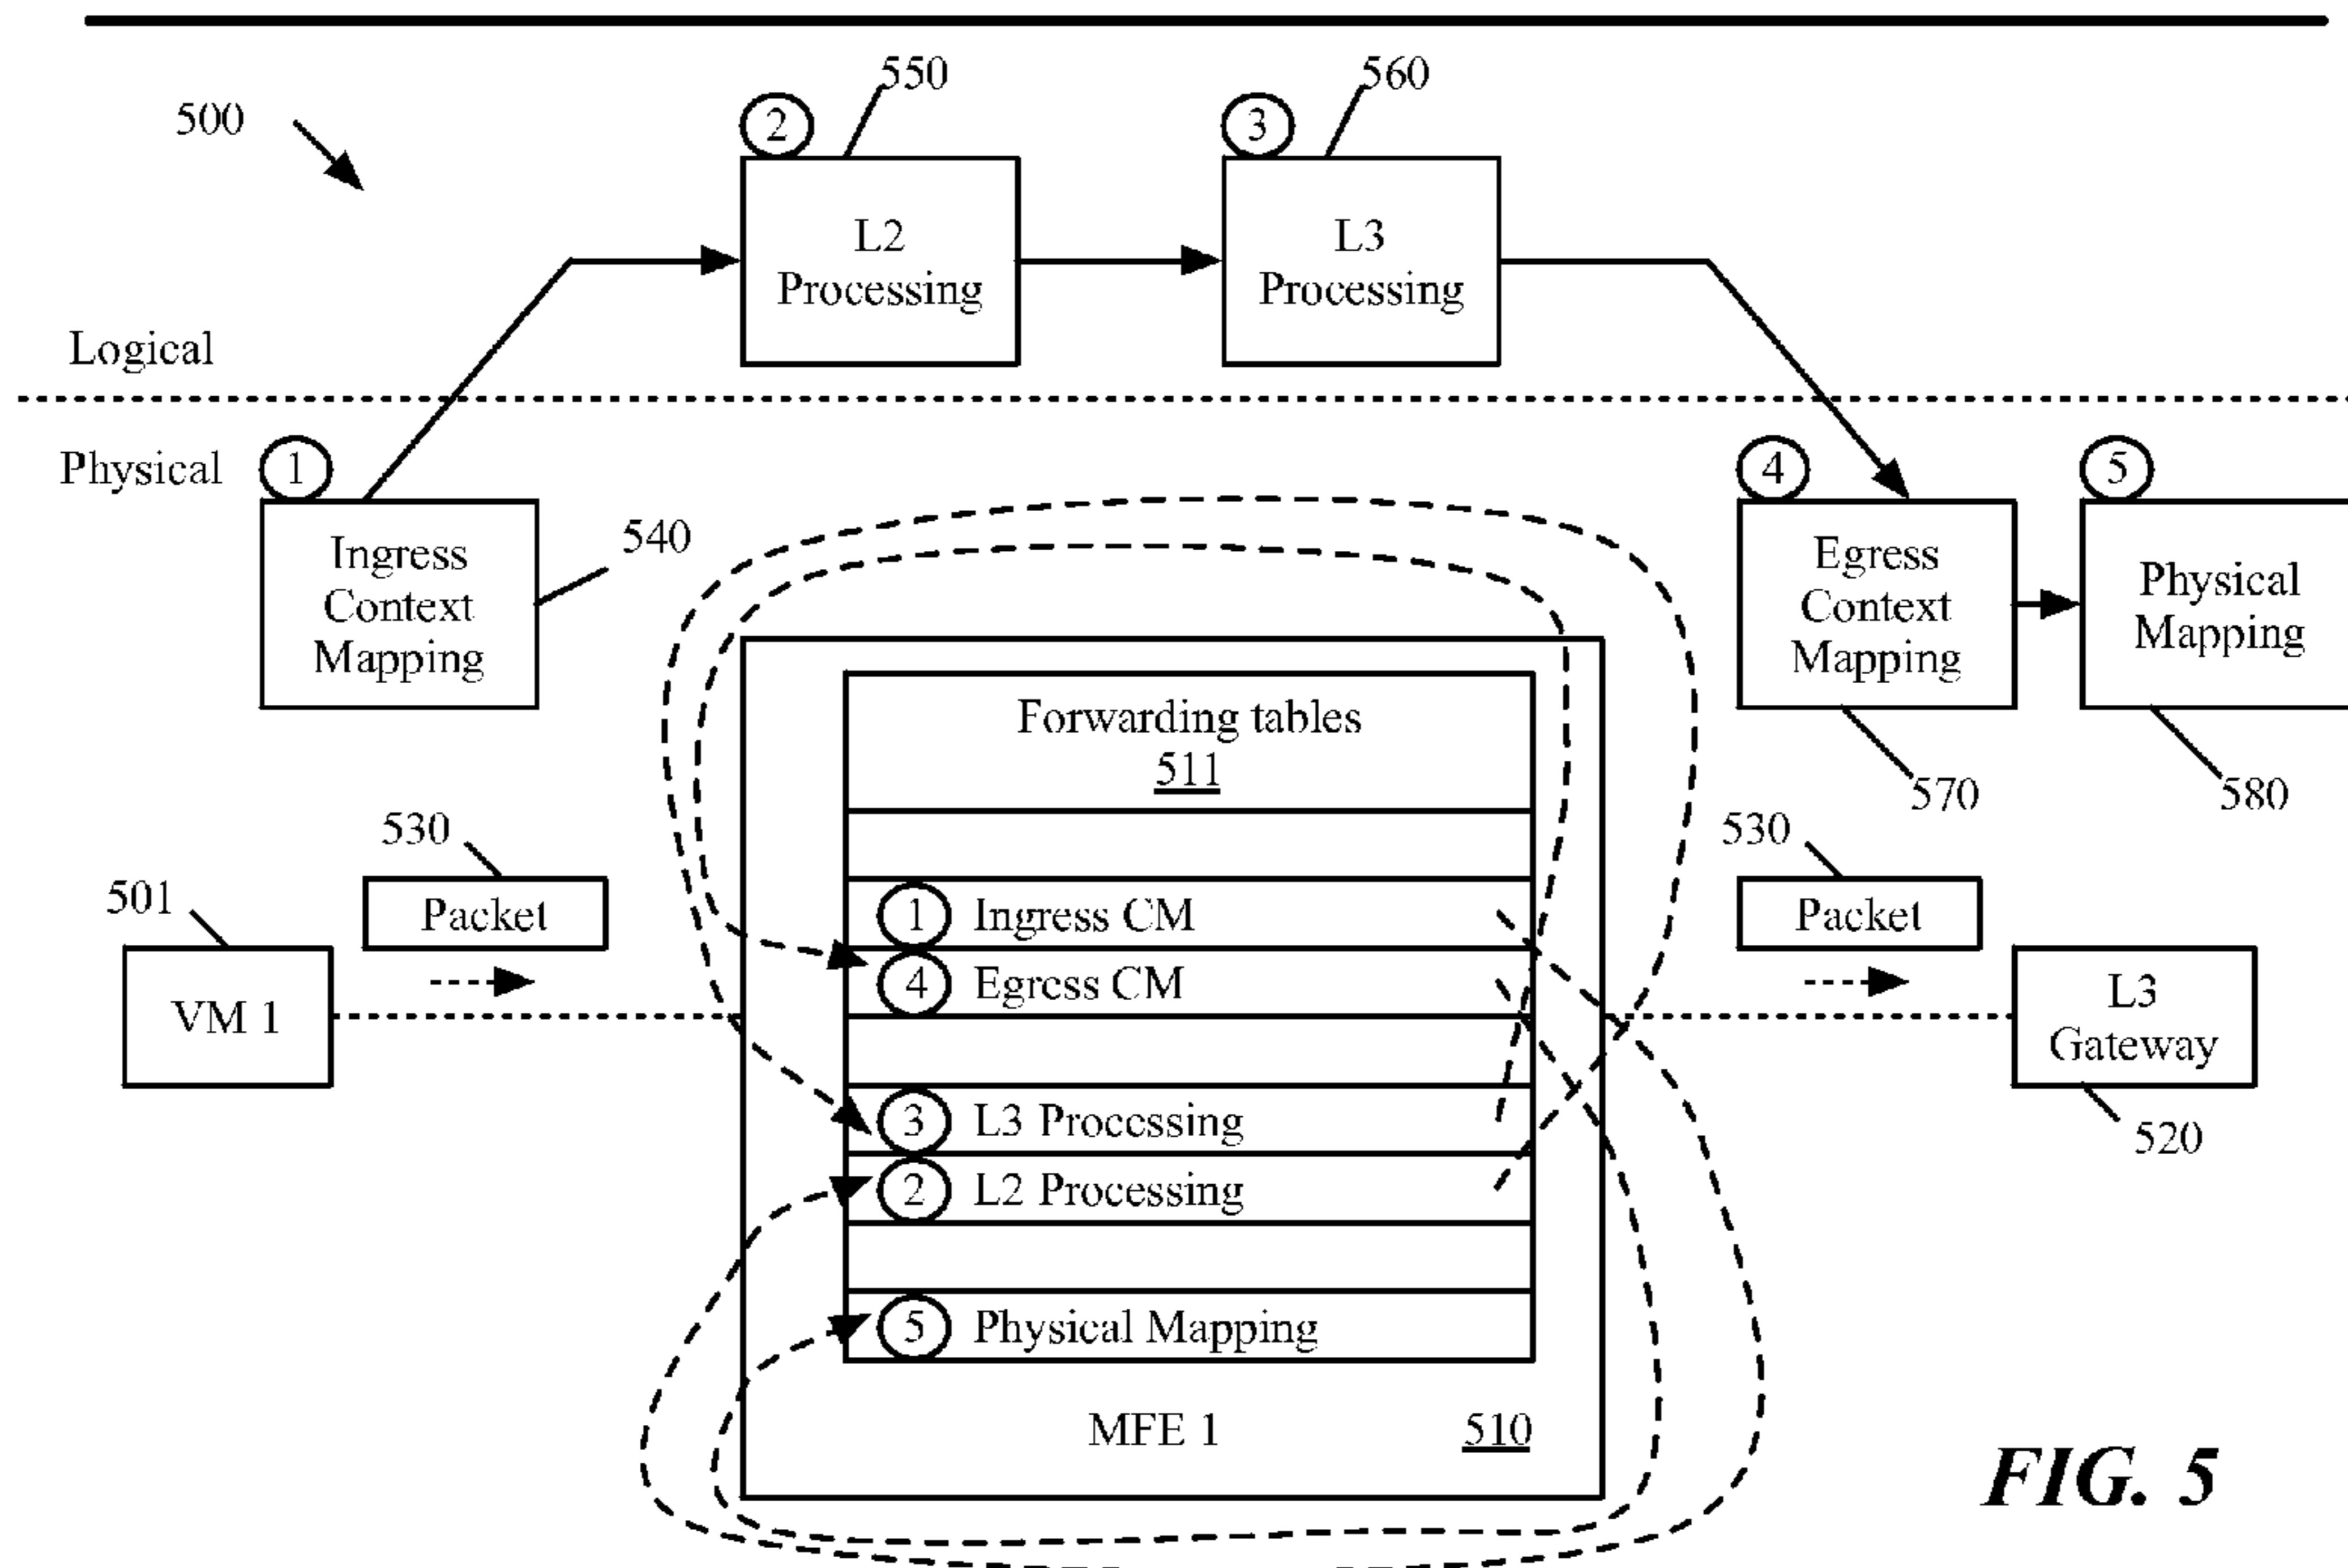 550
560
500
2
3
L2
Processing
L3
Processing
Logical
Physical
1
4
5
Ingress
Context
Mapping
540
Egress
Context
Mapping
Physical
Mapping
Forwarding tables
511
570
580
530
530
501
Packet
Packet
1 Ingress CM
4 Egress CM
VM 1
L3
Gateway
3 L3 Processing
520
2 L2 Processing
5 Physical Mapping
MFE 1 510
FIG. 5